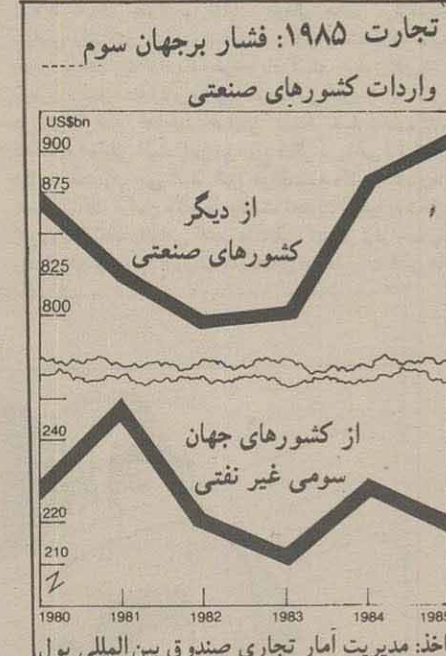 تجارت ۱۹۸۵: فشار برجهان سوم
واردات کشورهای صنعتی
US$bn
900
875
از دیگر
کشورهای صنعتی
825
800
از کشورهای جهان
سومی غیر نفتی
240
220
210
1980 1981 1982 1983 1984 1985
مدیریت آمار تجاری صندوق بین‌المللی پول